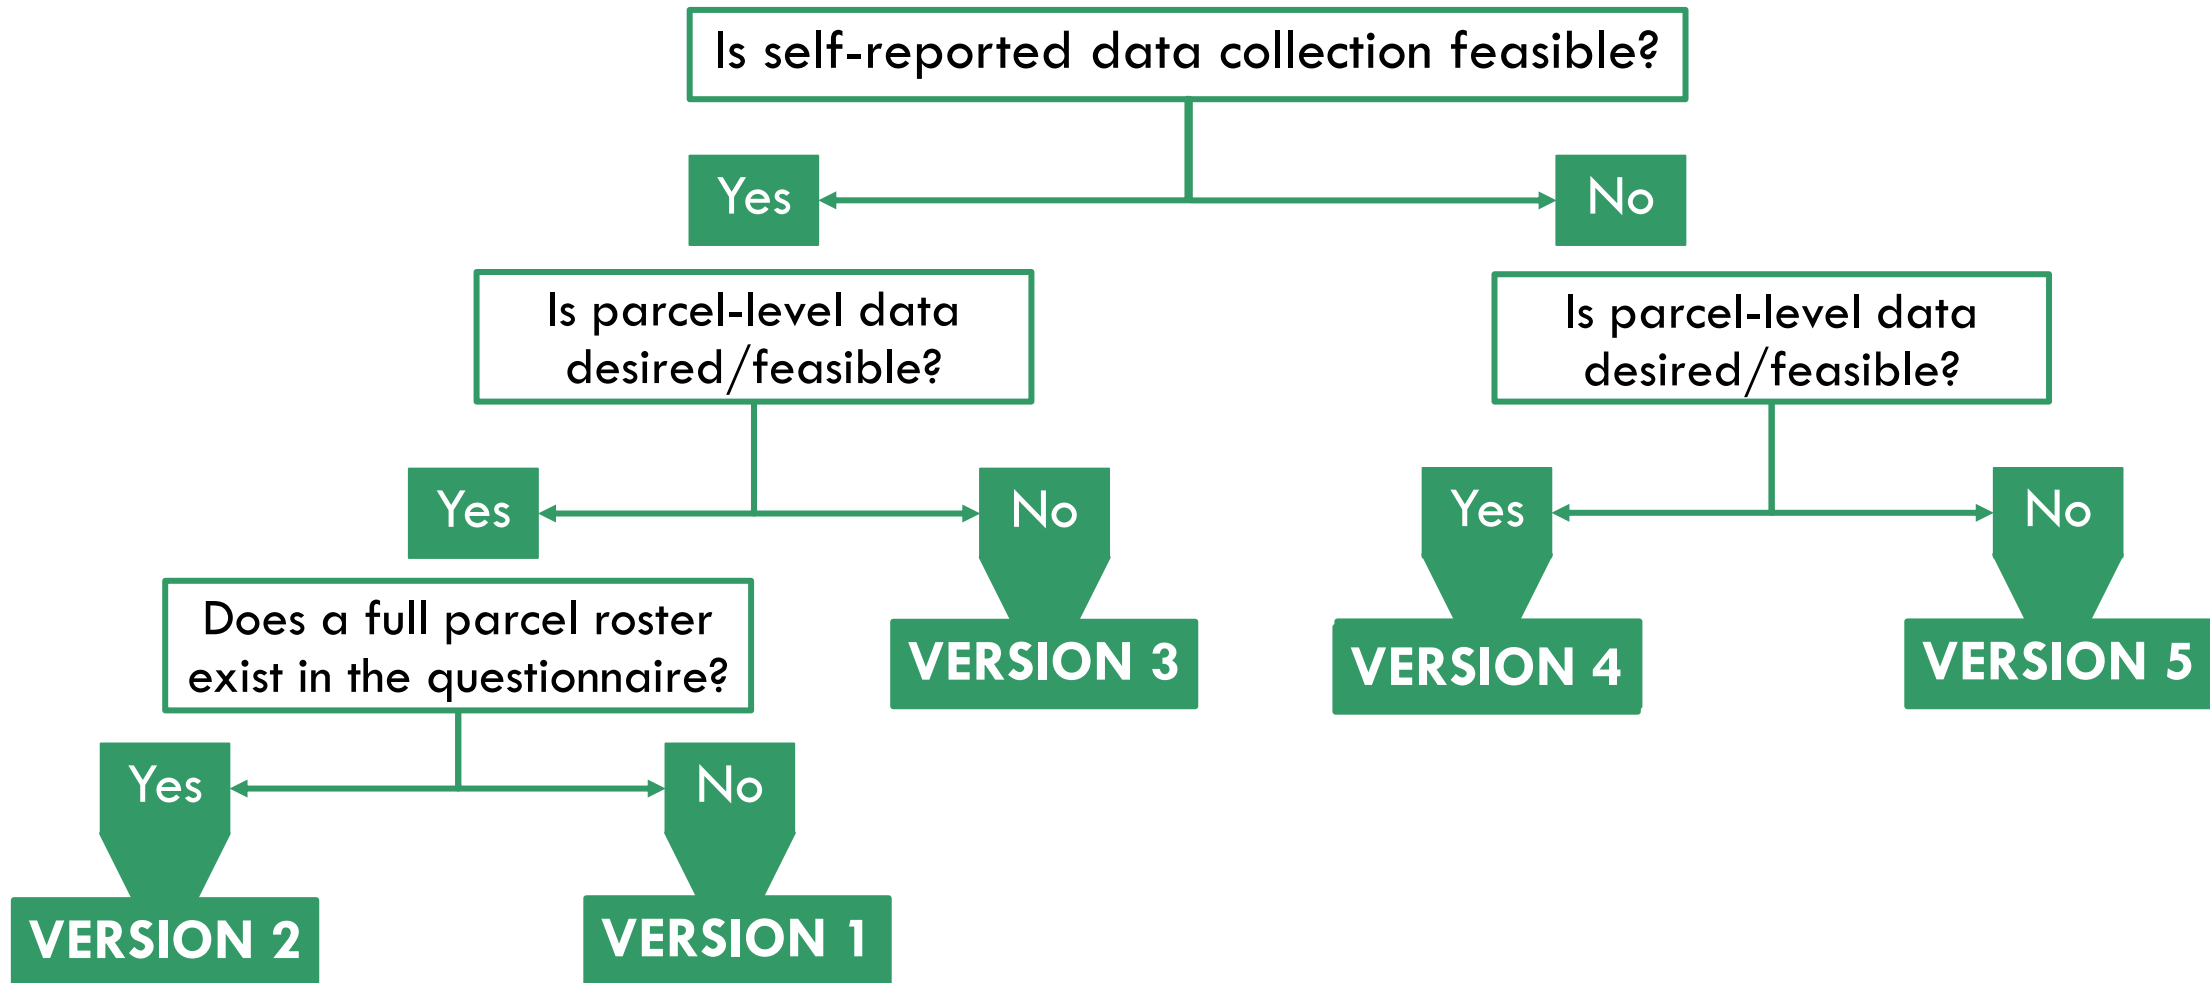 Is self-reported data collection feasible?
Yes
No
Is parcel-level data
desired/feasible?
Is parcel-level data
desired/feasible?
Yes
No
Yes
No
Does a full parcel roster
exist in the questionnaire?
VERSION 3
VERSION 4
VERSION 5
Yes
No
VERSION 2
VERSION 1